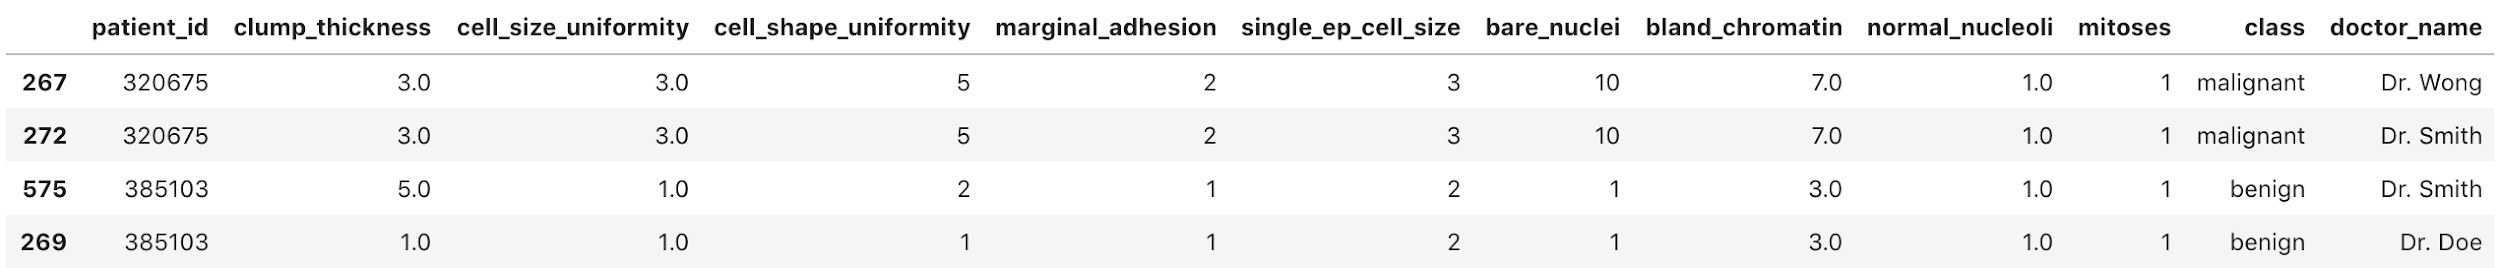 patient_id clump_thickness cell_size_uniformity cell_shape_uniformity marginal_adhesion single_ep_cell_size bare_nuclei bland_chromatin normal_nucleoli mitoses class doctor_name
267 320675 3.0 3.0 5 2 3 10 7.0 1.0 1 malignant Dr. Wong
272 320675 3.0 3.0 5 2 3 10 7.0 1.0 1 malignant Dr. Smith
575 385103 5.0 1.0 2 1 2 1 3.0 1.0 1 benign Dr. Smith
269 385103 1.0 1.0 1 1 2 1 3.0 1.0 1 benign Dr. Doe